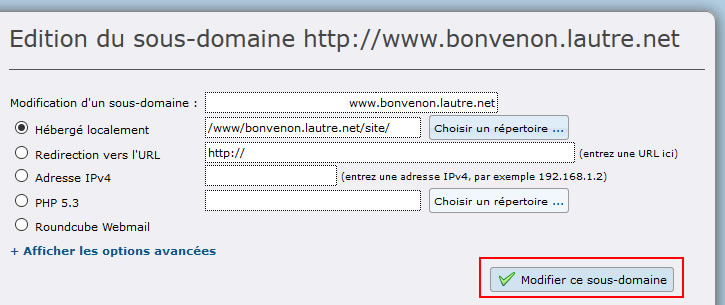 Edition du sous-domaine http://www.bonvenon.lautre.net
Modification d'un sous-domaine : www.bonvenon.lautre.net
Hébergé localement /www/bonvenon.lautre.net/site/ Choisir un répertoire ...
Redirection vers l'URL http:// (entrez une URL ici)
Adresse IPv4 (entrez une adresse IPv4, par exemple 192.168.1.2)
PHP 5.3 Choisir un répertoire ...
Roundcube Webmail
+ Afficher les options avancées
Modifier ce sous-domaine